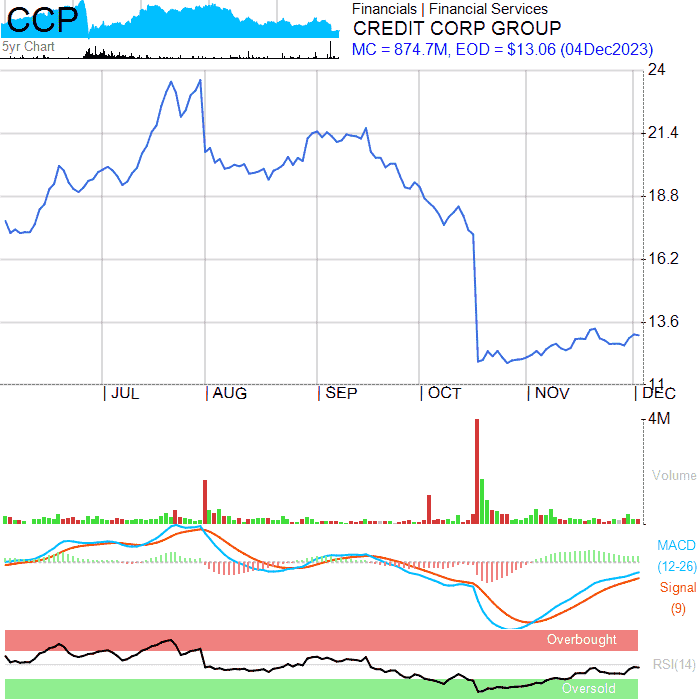 CCP
5yr Chart
Financials | Financial Services
CREDIT CORP GROUP
MC = 874.7M, EOD = $13.06 (04Dec2023)
24
21.4
18.8
16.2
13.6
11
JUL
AUG
SEP
OCT
NOV
DEC
4M
Volume
MACD
(12-26)
Signal
(9)
Overbought
RSI(14)
Oversold